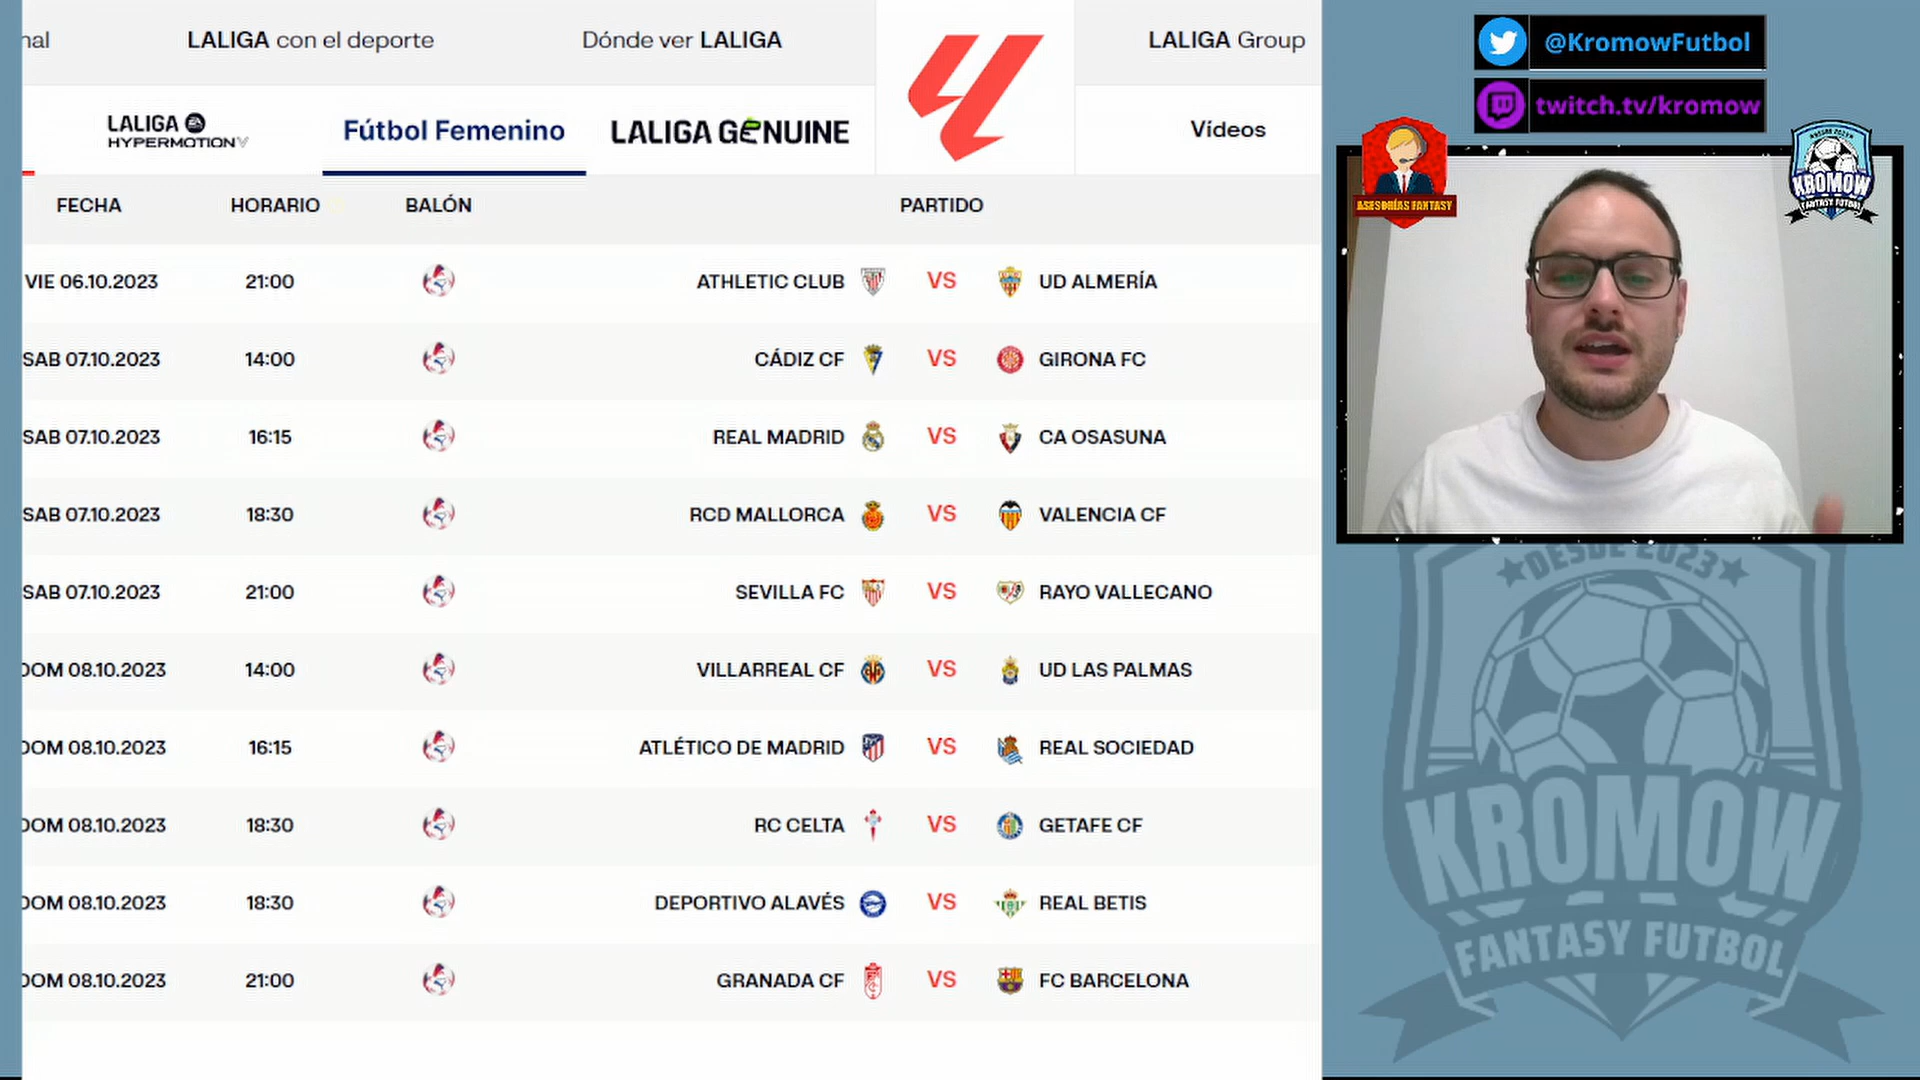 nal
LALIGA con el deporte
Dónde ver LALIGA
LALIGA Group
LALIGA EA
HYPERMOTION
Fútbol Femenino
LALIGA GENUINE
Vídeos
FECHA HORARIO BALÓN PARTIDO
VIE 06.10.2023 21:00 ATHLETIC CLUB VS UD ALMERÍA
SAB 07.10.2023 14:00 CÁDIZ CF VS GIRONA FC
SAB 07.10.2023 16:15 REAL MADRID VS CA OSASUNA
SAB 07.10.2023 18:30 RCD MALLORCA VS VALENCIA CF
SAB 07.10.2023 21:00 SEVILLA FC VS RAYO VALLECANO
DOM 08.10.2023 14:00 VILLARREAL CF VS UD LAS PALMAS
DOM 08.10.2023 16:15 ATLÉTICO DE MADRID VS REAL SOCIEDAD
DOM 08.10.2023 18:30 RC CELTA VS GETAFE CF
DOM 08.10.2023 18:30 DEPORTIVO ALAVÉS VS REAL BETIS
DOM 08.10.2023 21:00 GRANADA CF VS FC BARCELONA
@KromowFutbol
twitch.tv/kromow
ASESORÍAS FANTASY
DESDE 2023
KROMOW
FANTASY FUTBOL
DESDE 2023
KROMOW
FANTASY FUTBOL